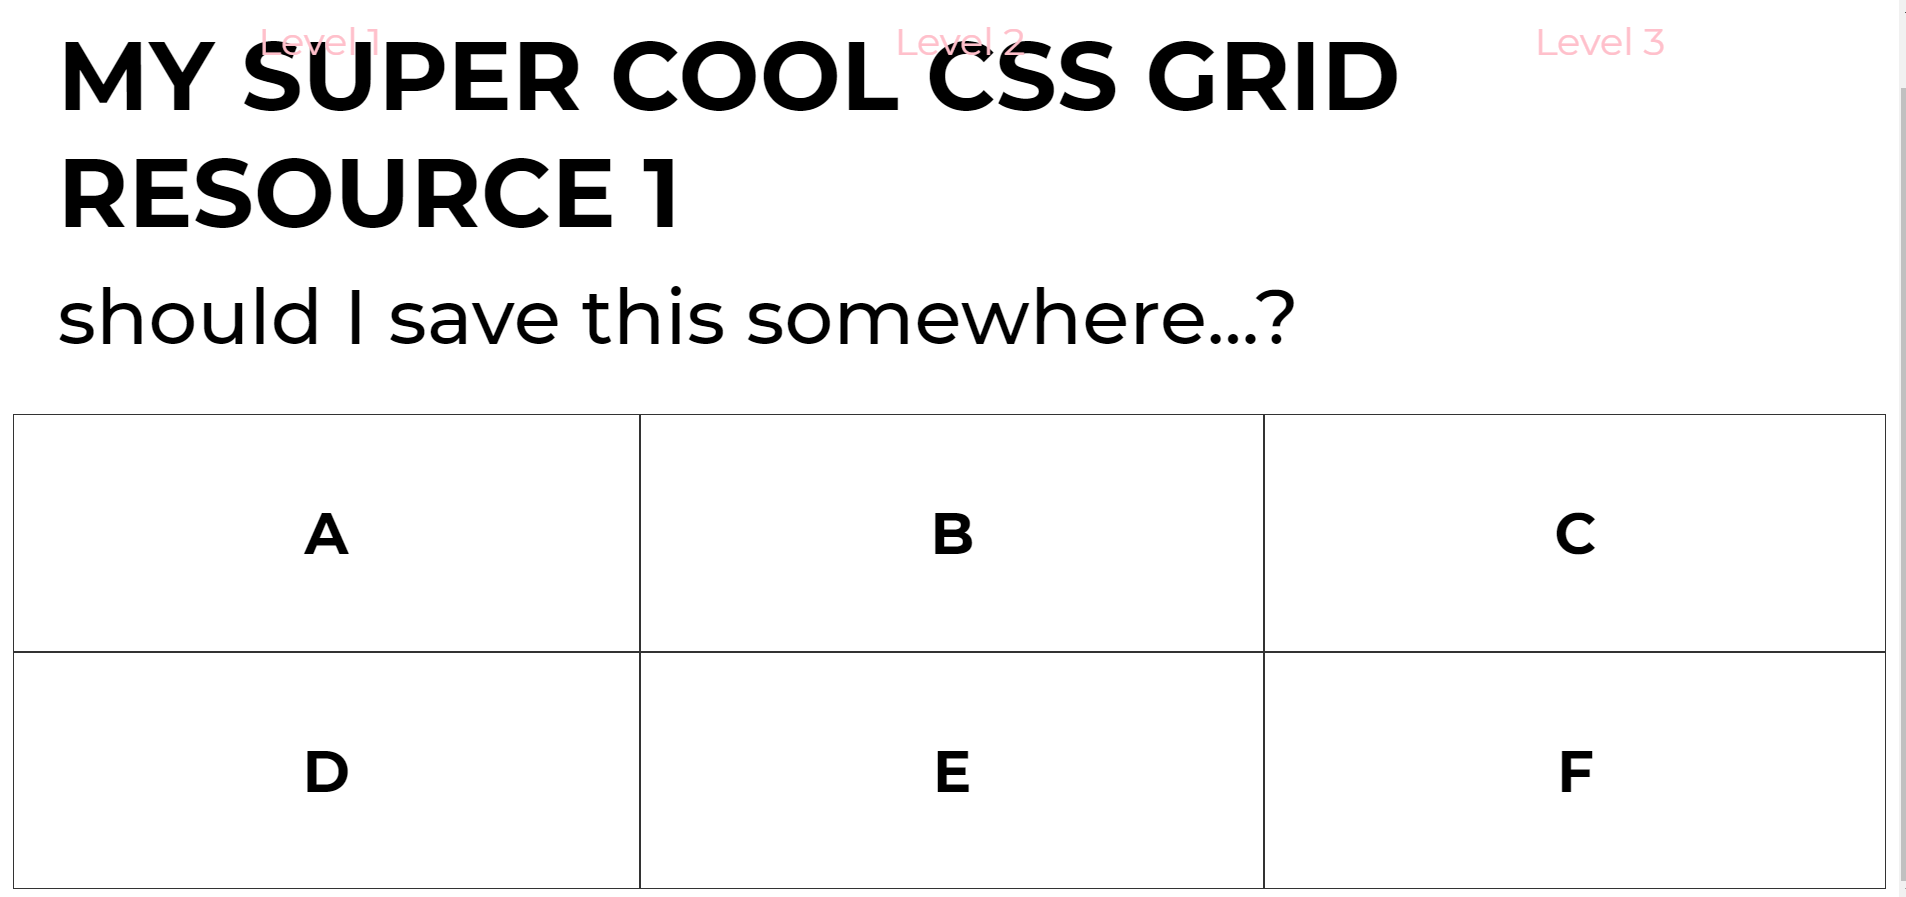 Level 1 Level 2 Level 3
MY SUPER COOL CSS GRID
RESOURCE 1
should I save this somewhere...?
A B C
D E F